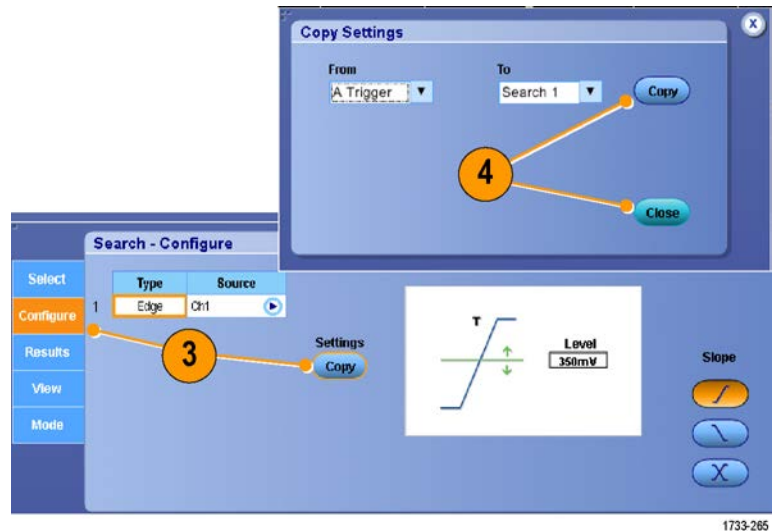 Copy Settings
X
From
To
A Trigger
Search 1
Copy
4
Close
Search - Configure
Select
Configure
Results
View
Mode
Type
Source
1
Edge
Ch1
3
Settings
Copy
T
Level
350mV
Slope
1733-265